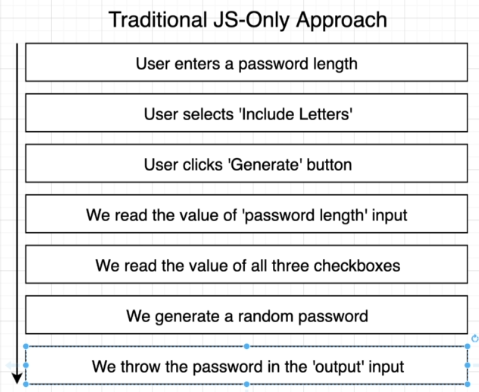 Traditional JS-Only Approach
User enters a password length
User selects 'Include Letters'
User clicks 'Generate' button
We read the value of 'password length' input
We read the value of all three checkboxes
We generate a random password
We throw the password in the 'output' input